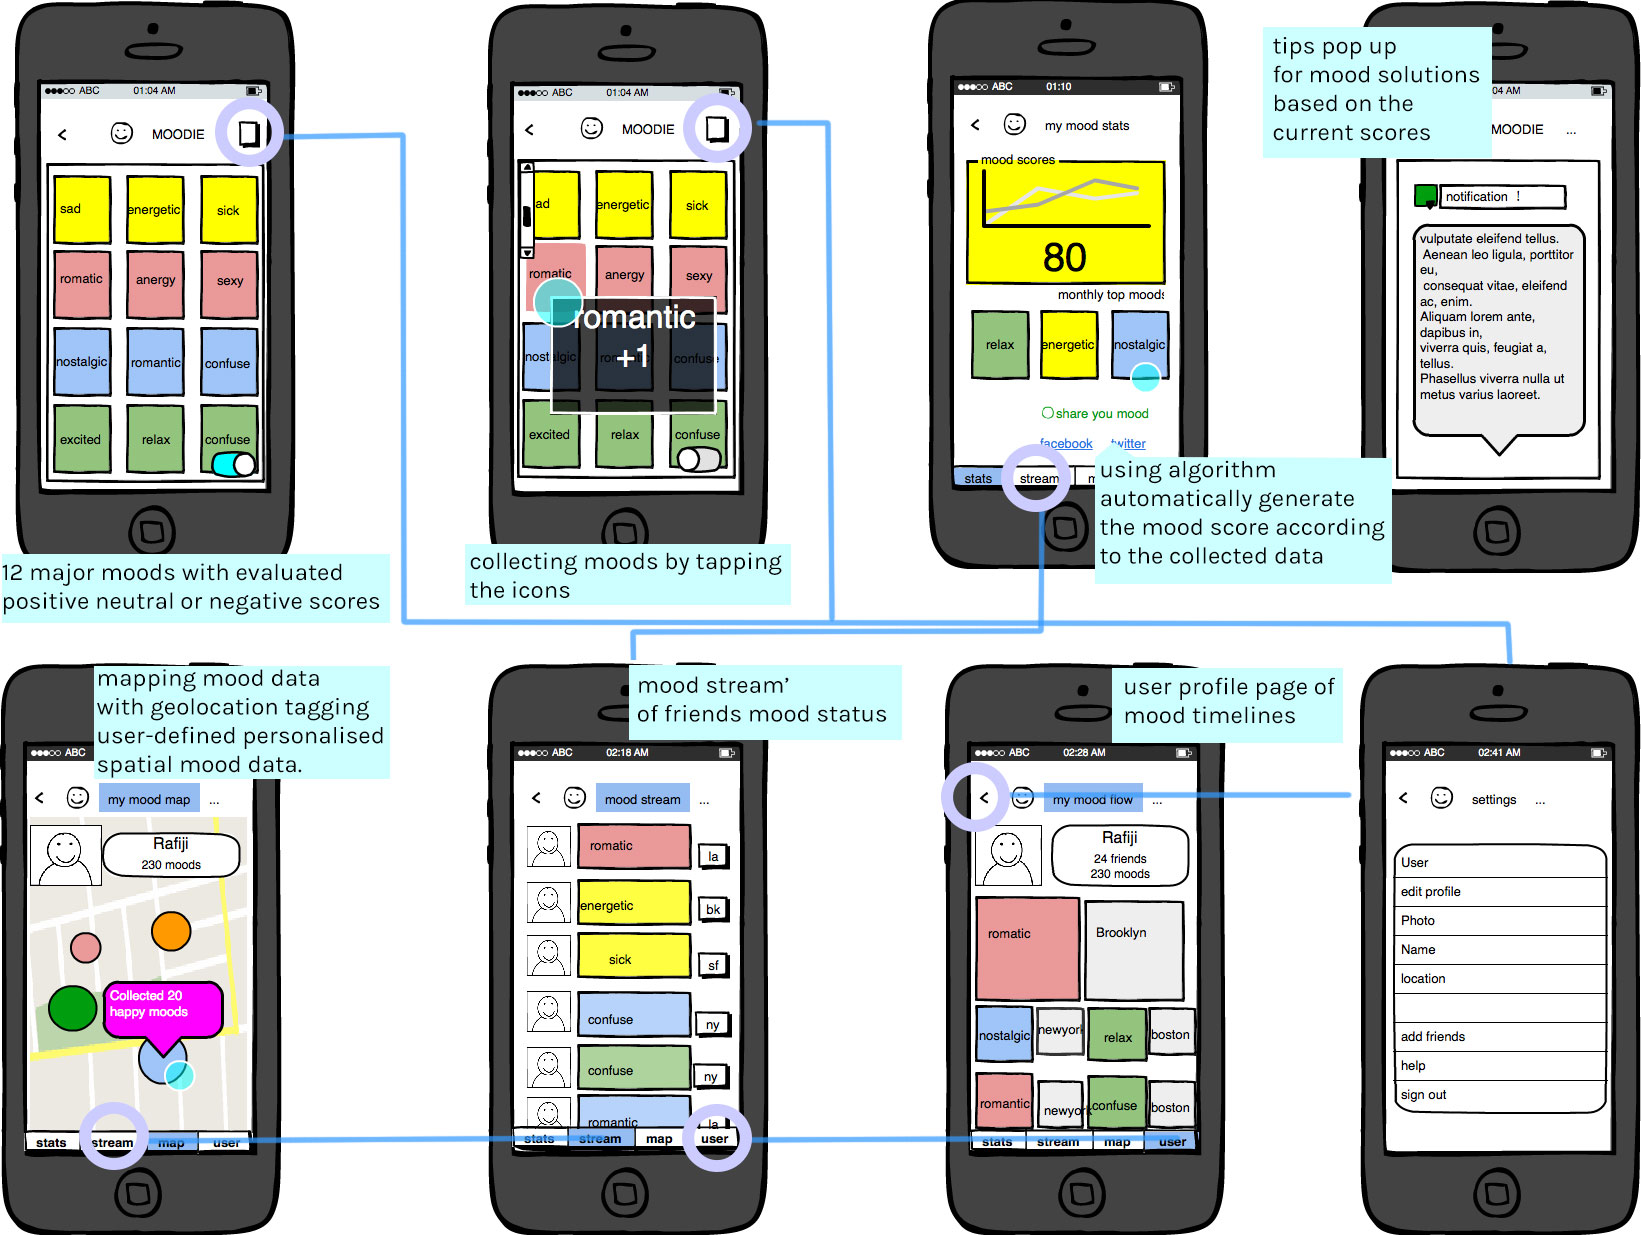 ABC 01:04 AM
MOODIE
sad energetic sick
romatic anergy sexy
nostalgic romantic confuse
excited relax confuse
12 major moods with evaluated
positive neutral or negative scores
ABC 01:04 AM
MOODIE
ad energetic sick
romatic anergy sexy
nostalgic romantic confuse
romantic
+1
excited relax confuse
collecting moods by tapping
the icons
ABC 01:10
my mood stats
mood scores
80
monthly top moods
relax energetic nostalgic
share you mood
facebook twitter
stats stream m
using algorithm
automatically generate
the mood score according
to the collected data
tips pop up
for mood solutions
based on the
current scores
04 AM
MOODIE ...
notification !
vulputate eleifend tellus.
Aenean leo ligula, porttitor
eu,
consequat vitae, eleifend
ac, enim.
Aliquam lorem ante,
dapibus in,
viverra quis, feugiat a,
tellus.
Phasellus viverra nulla ut
metus varius laoreet.
mapping mood data
with geolocation tagging
user-defined personalised
spatial mood data.
ABC
my mood map ...
Rafiji
230 moods
Collected 20
happy moods
stats stream map user
mood stream’
of friends mood status
ABC 02:18 AM
mood stream ...
romatic la
energetic bk
sick sf
confuse ny
confuse ny
romantic la
stats stream map user
user profile page of
mood timelines
ABC 02:28 AM
my mood flow ...
Rafiji
24 friends
230 moods
romatic Brooklyn
nostalgic newyork relax boston
romantic newyork confuse boston
stats stream map user
ABC 02:41 AM
settings ...
User
edit profile
Photo
Name
location
add friends
help
sign out